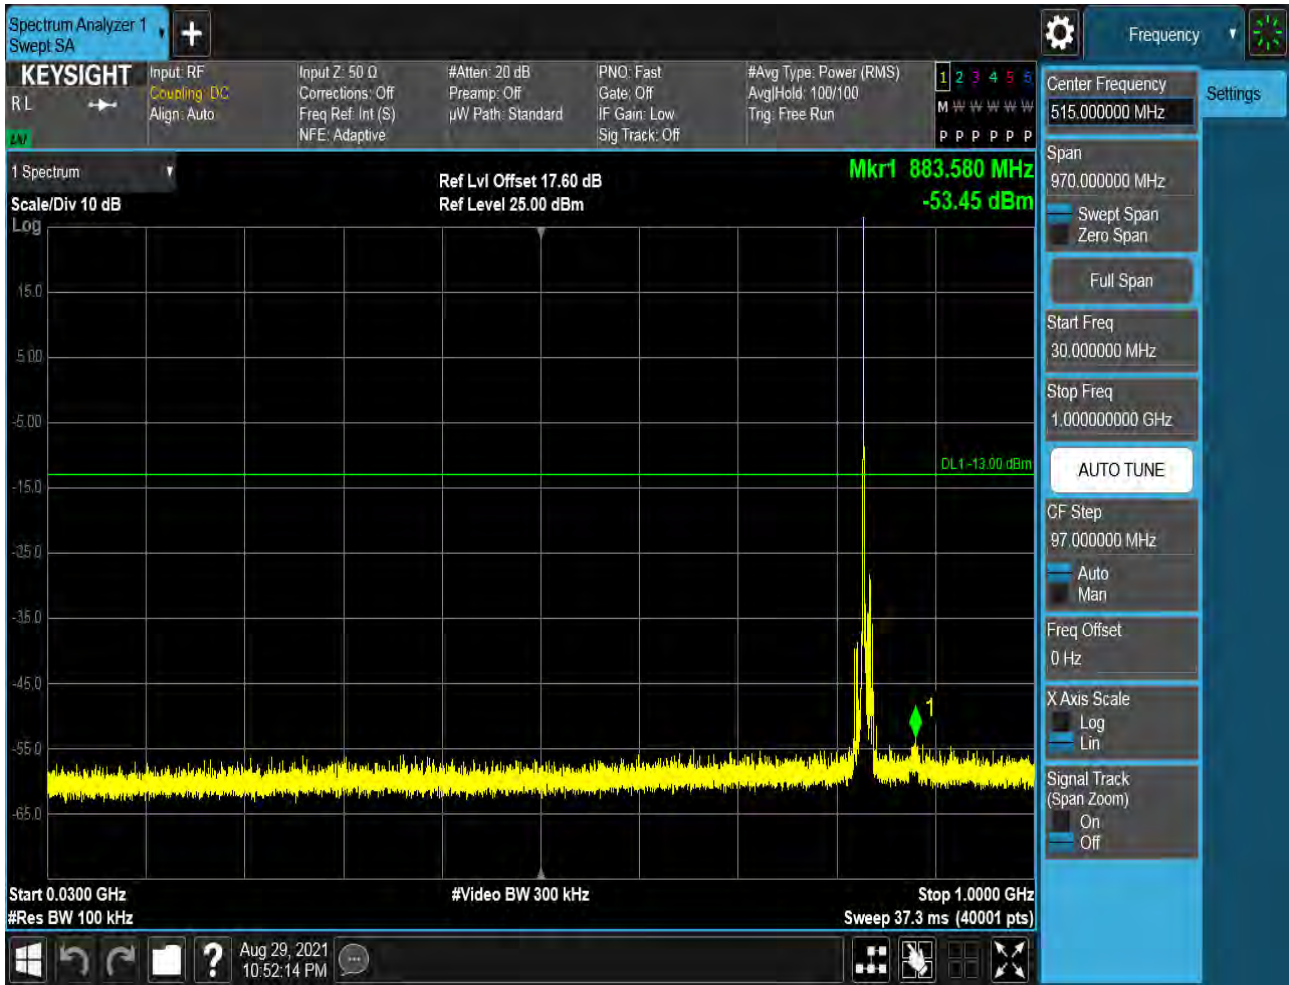 Spectrum Analyzer 1
Swept SA
+
Frequency
KEYSIGHT
R L
LXI
Input: RF
Coupling: DC
Align: Auto
Input Z: 50 Ω
Corrections: Off
Freq Ref: Int (S)
NFE: Adaptive
#Atten: 20 dB
Preamp: Off
µW Path: Standard
PNO: Fast
Gate: Off
IF Gain: Low
Sig Track: Off
#Avg Type: Power (RMS)
Avg|Hold: 100/100
Trig: Free Run
1 2 3 4 5 6
M W W W W W
P P P P P P
1 Spectrum
Scale/Div 10 dB
Log
Ref Lvl Offset 17.60 dB
Ref Level 25.00 dBm
Mkr1 883.580 MHz
-53.45 dBm
15.0
5.00
-5.00
-15.0
-25.0
-35.0
-45.0
-55.0
-65.0
DL1 -13.00 dBm
1
Start 0.0300 GHz
#Res BW 100 kHz
#Video BW 300 kHz
Stop 1.0000 GHz
Sweep 37.3 ms (40001 pts)
Center Frequency
515.000000 MHz
Settings
Span
970.000000 MHz
Swept Span
Zero Span
Full Span
Start Freq
30.000000 MHz
Stop Freq
1.000000000 GHz
AUTO TUNE
CF Step
97.000000 MHz
Auto
Man
Freq Offset
0 Hz
X Axis Scale
Log
Lin
Signal Track
(Span Zoom)
On
Off
?
Aug 29, 2021
10:52:14 PM